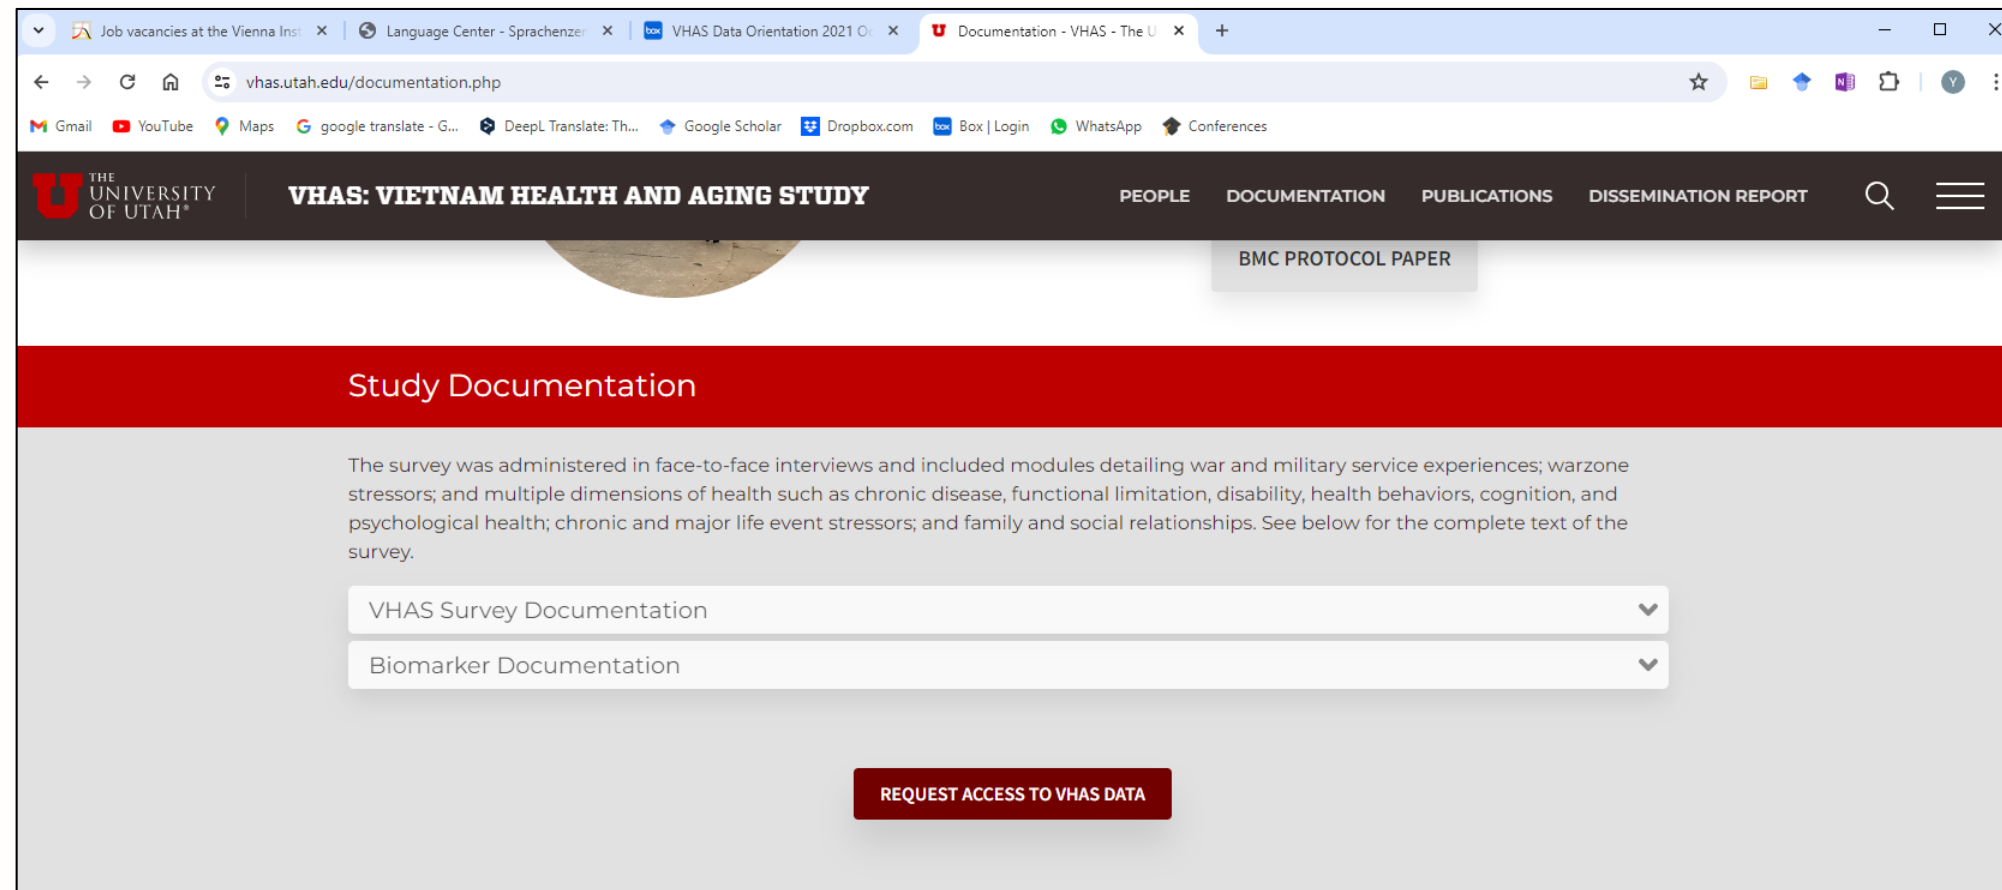 Job vacancies at the Vienna Inst
Language Center - Sprachenzen
VHAS Data Orientation 2021 Oc
Documentation - VHAS - The U
vhas.utah.edu/documentation.php
Y
Gmail
YouTube
Maps
google translate - G...
DeepL Translate: Th...
Google Scholar
Dropbox.com
box
Box | Login
WhatsApp
Conferences
THE
UNIVERSITY
OF UTAH®
VHAS: VIETNAM HEALTH AND AGING STUDY
PEOPLE
DOCUMENTATION
PUBLICATIONS
DISSEMINATION REPORT
BMC PROTOCOL PAPER
Study Documentation
The survey was administered in face-to-face interviews and included modules detailing war and military service experiences; warzone
stressors; and multiple dimensions of health such as chronic disease, functional limitation, disability, health behaviors, cognition, and
psychological health; chronic and major life event stressors; and family and social relationships. See below for the complete text of the
survey.
VHAS Survey Documentation
Biomarker Documentation
REQUEST ACCESS TO VHAS DATA